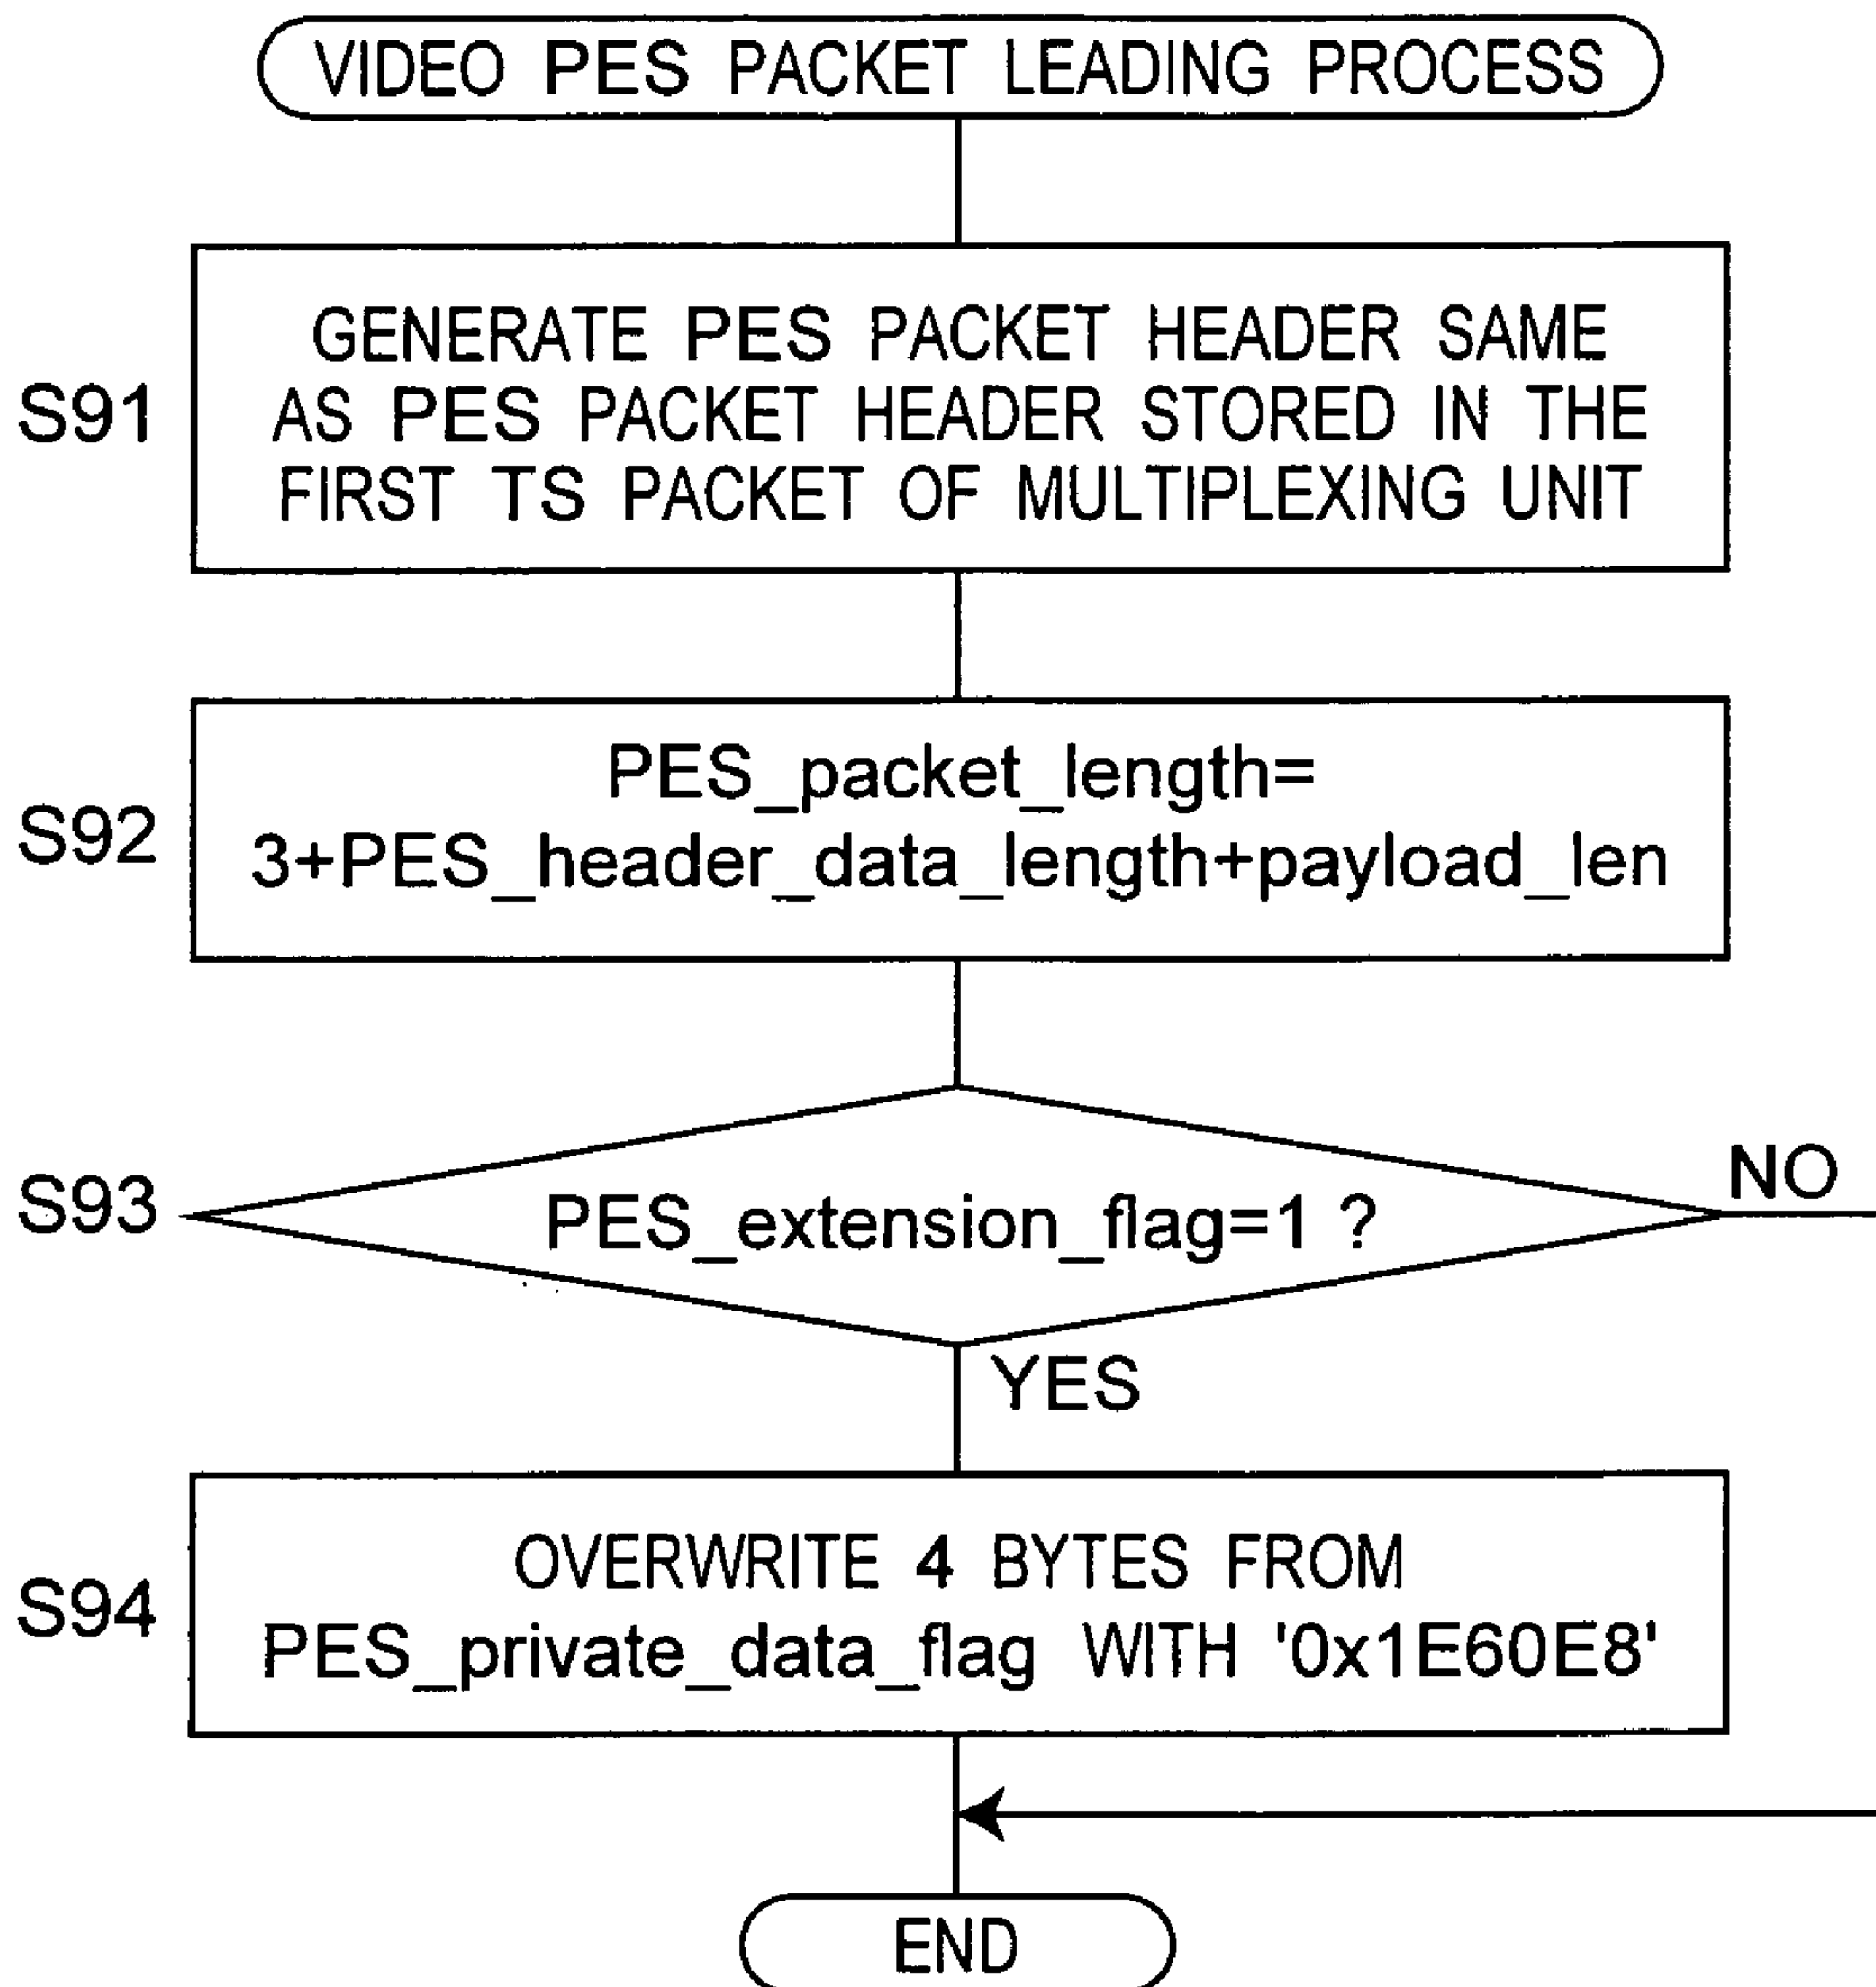 VIDEO PES PACKET LEADING PROCESS
S91
GENERATE PES PACKET HEADER SAME
AS PES PACKET HEADER STORED IN THE
FIRST TS PACKET OF MULTIPLEXING UNIT
S92
PES_packet_length=
3+PES_header_data_length+payload_len
S93
PES_extension_flag=1 ?
NO
YES
S94
OVERWRITE 4 BYTES FROM
PES_private_data_flag WITH '0x1E60E8'
END